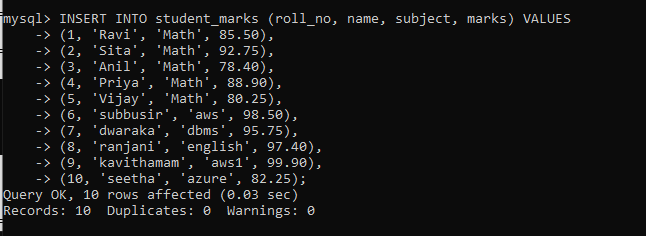 mysql> INSERT INTO student_marks (roll_no, name, subject, marks) VALUES
    -> (1, 'Ravi', 'Math', 85.50),
    -> (2, 'Sita', 'Math', 92.75),
    -> (3, 'Anil', 'Math', 78.40),
    -> (4, 'Priya', 'Math', 88.90),
    -> (5, 'Vijay', 'Math', 80.25),
    -> (6, 'subbusir', 'aws', 98.50),
    -> (7, 'dwaraka', 'dbms', 95.75),
    -> (8, 'ranjani', 'english', 97.40),
    -> (9, 'kavithamam', 'aws1', 99.90),
    -> (10, 'seetha', 'azure', 82.25);
Query OK, 10 rows affected (0.03 sec)
Records: 10  Duplicates: 0  Warnings: 0